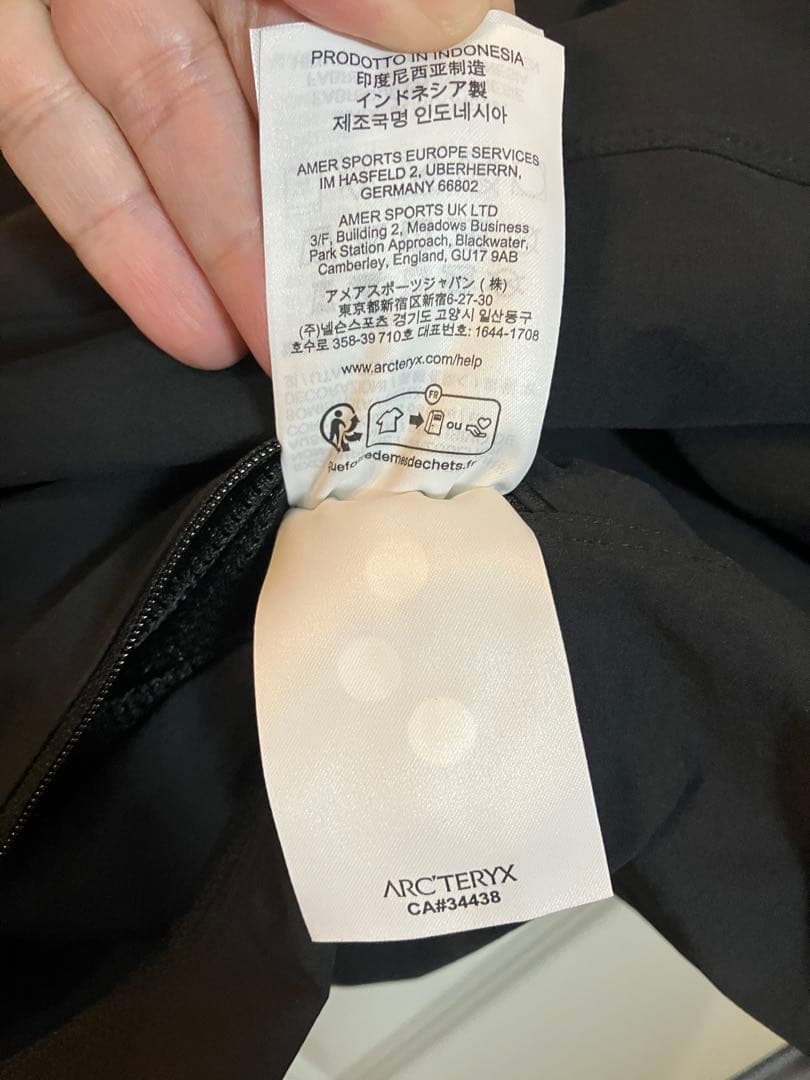 PRODOTTO IN INDONESIA
印度尼西亚制造
インドネシア製
제조국명 인도네시아
AMER SPORTS EUROPE SERVICES
IM HASFELD 2, UBERHERRN,
GERMANY 66802
AMER SPORTS UK LTD
3/F, Building 2, Meadows Business
Park Station Approach, Blackwater,
Camberley, England, GU17 9AB
アメアスポーツジャパン (株)
東京都新宿区新宿6-27-30
(주)넬슨스포츠 경기도 고양시 일산동구
호수로 358-39 710호 대표번호: 1644-1708
www.arcteryx.com/help
FR
ou
ARC'TERYX
CA#34438